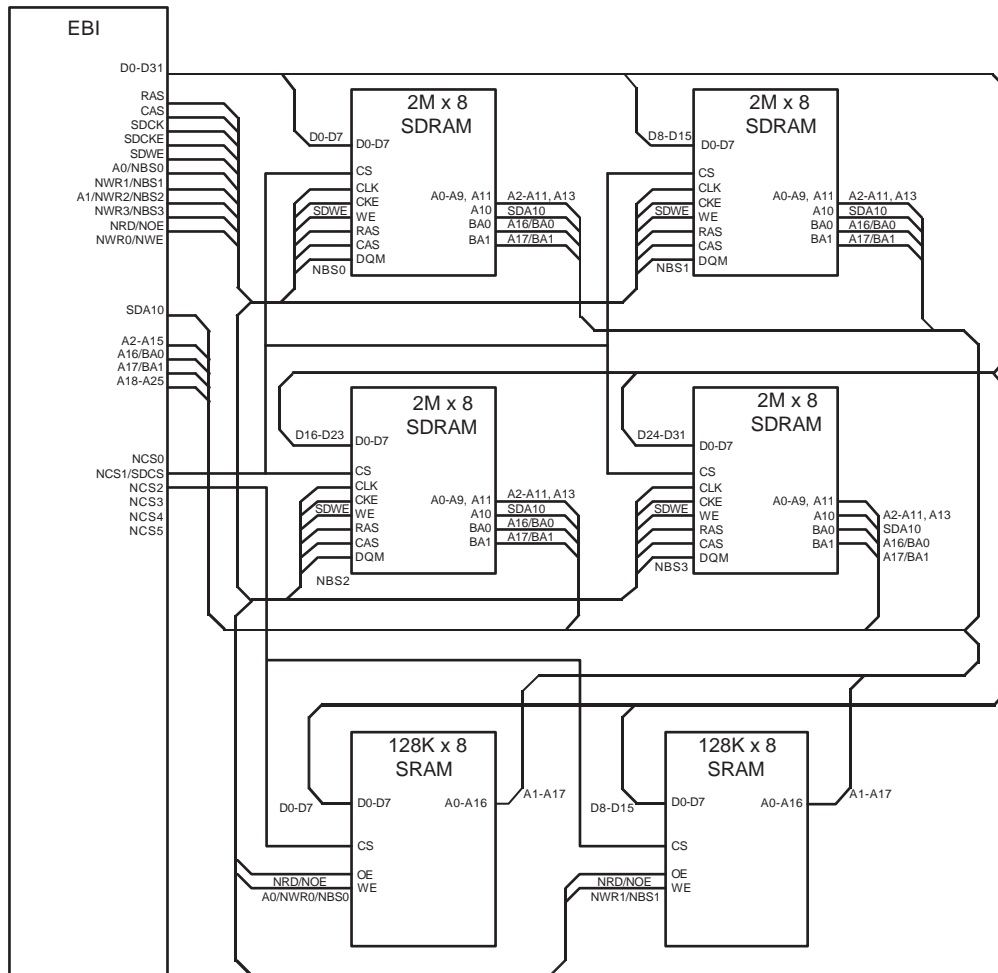 EBI
D0-D31
RAS
CAS
SDCK
SDCKE
SDWE
A0/NBS0
NWR1/NBS1
A1/NWR2/NBS2
NWR3/NBS3
NRD/NOE
NWR0/NWE
SDA10
A2-A15
A16/BA0
A17/BA1
A18-A25
NCS0
NCS1/SDCS
NCS2
NCS3
NCS4
NCS5
2M x 8
SDRAM
D0-D7
D0-D7
CS
CLK
CKE
SDWE
WE
RAS
CAS
DQM
NBS0
A0-A9, A11
A10
BA0
BA1
A2-A11, A13
SDA10
A16/BA0
A17/BA1
2M x 8
SDRAM
D8-D15
D0-D7
CS
CLK
CKE
SDWE
WE
RAS
CAS
DQM
NBS1
A0-A9, A11
A10
BA0
BA1
A2-A11, A13
SDA10
A16/BA0
A17/BA1
2M x 8
SDRAM
D16-D23
D0-D7
CS
CLK
CKE
SDWE
WE
RAS
CAS
DQM
NBS2
A0-A9, A11
A10
BA0
BA1
A2-A11, A13
SDA10
A16/BA0
A17/BA1
2M x 8
SDRAM
D24-D31
D0-D7
CS
CLK
CKE
SDWE
WE
RAS
CAS
DQM
NBS3
A0-A9, A11
A10
BA0
BA1
A2-A11, A13
SDA10
A16/BA0
A17/BA1
128K x 8
SRAM
D0-D7
D0-D7
A0-A16
A1-A17
CS
OE
NRD/NOE
WE
A0/NWR0/NBS0
128K x 8
SRAM
D8-D15
D0-D7
A0-A16
A1-A17
CS
OE
NRD/NOE
WE
NWR1/NBS1